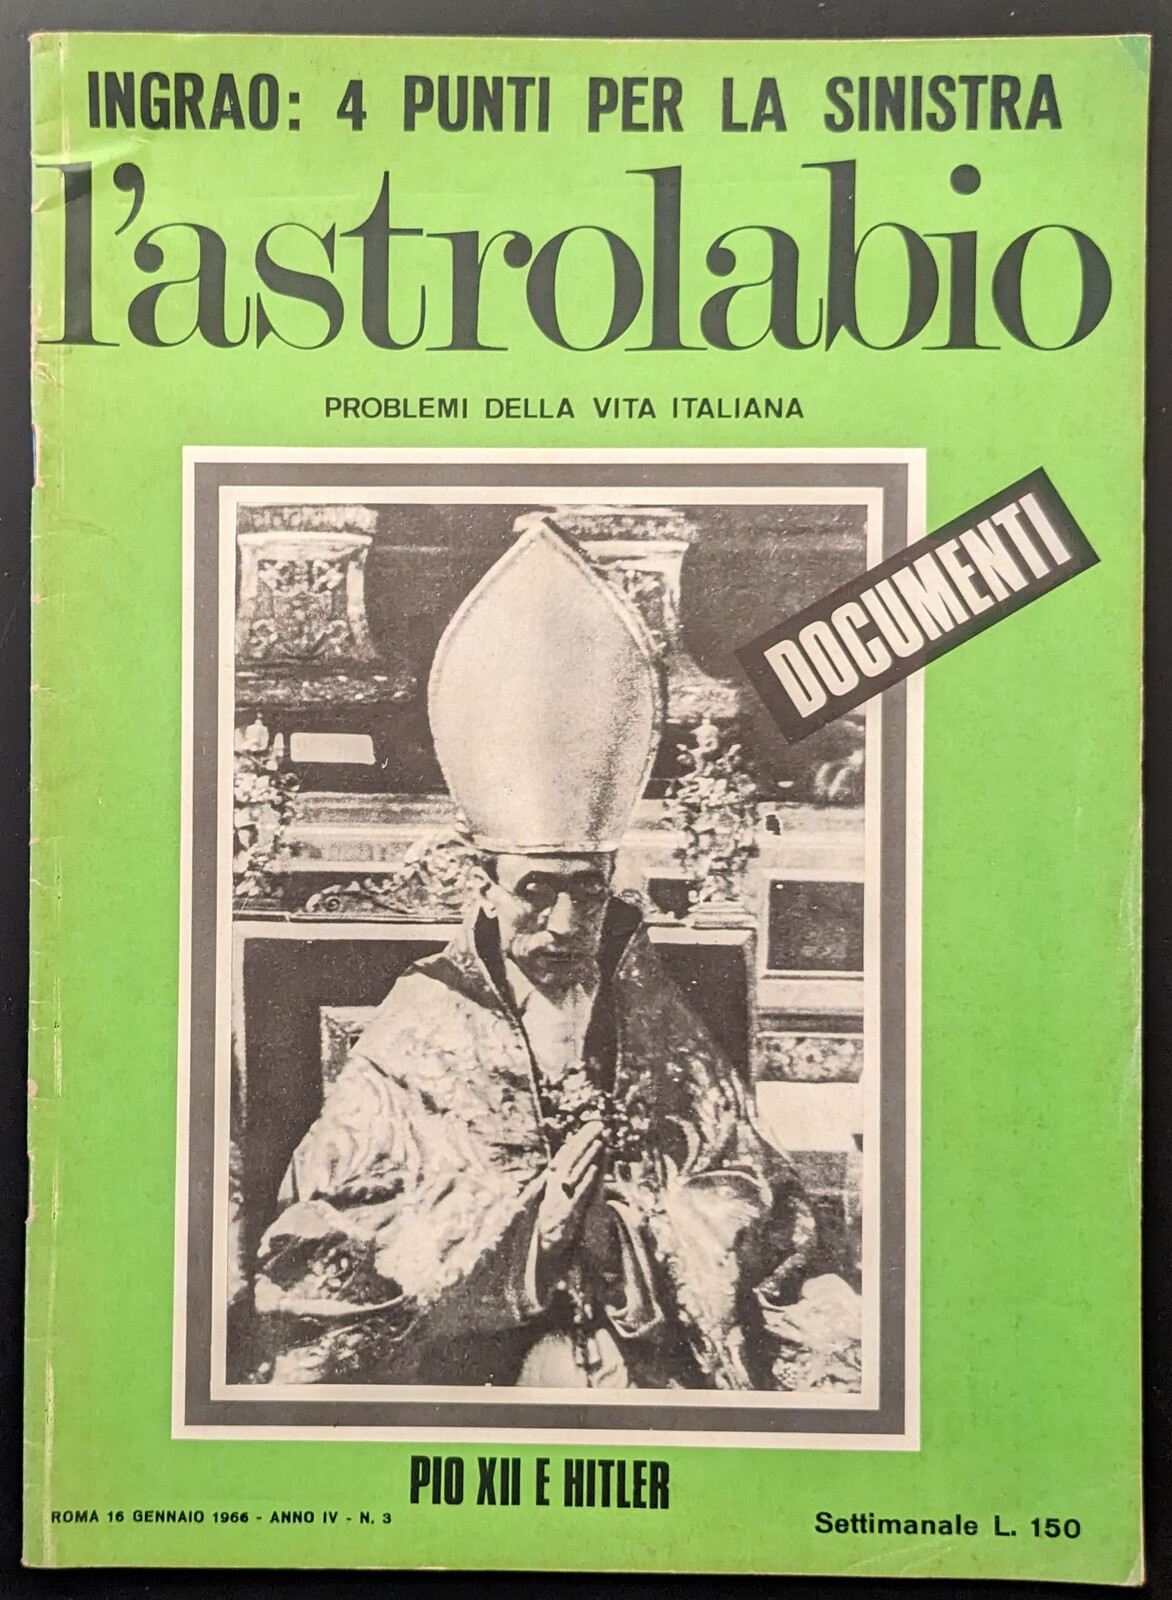 INGRAO: 4 PUNTI PER LA SINISTRA
l'astrolabio
PROBLEMI DELLA VITA ITALIANA
DOCUMENTI
PIO XII E HITLER
ROMA 16 GENNAIO 1966 - ANNO IV - N. 3
Settimanale L. 150